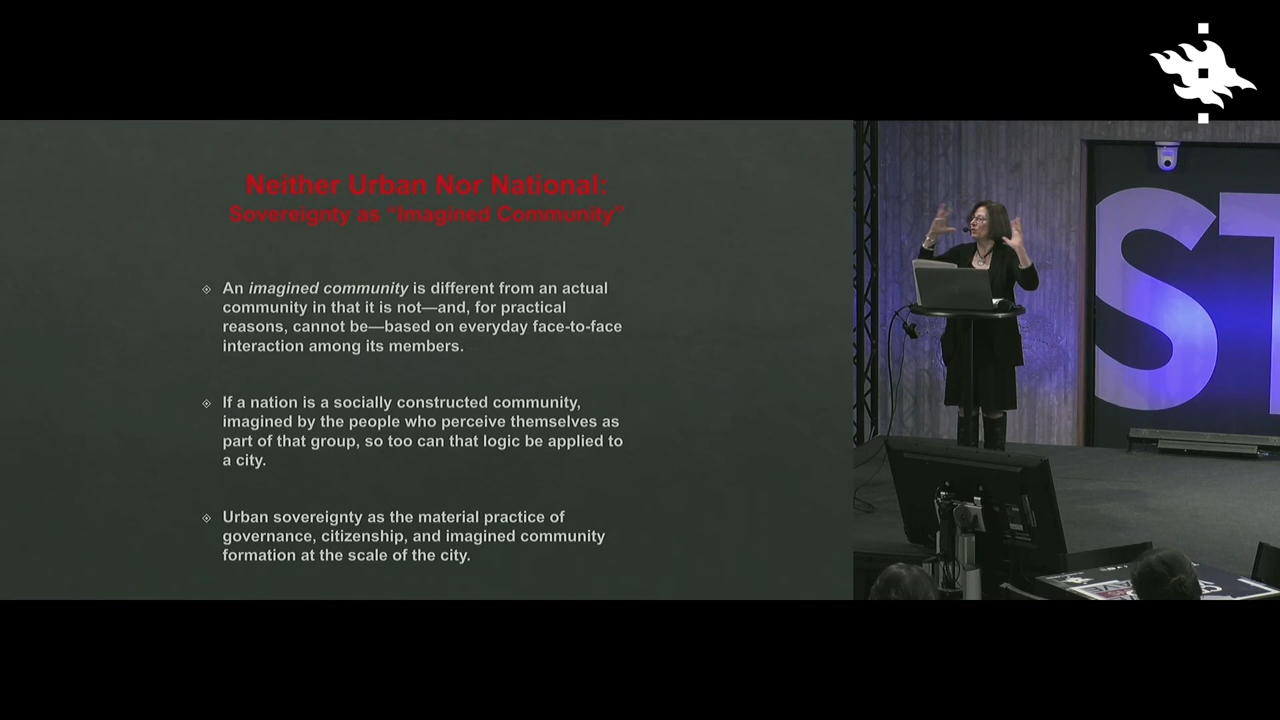 Neither Urban Nor National:
Sovereignty as "Imagined Community"
An imagined community is different from an actual
community in that it is not—and, for practical
reasons, cannot be—based on everyday face-to-face
interaction among its members.
If a nation is a socially constructed community,
imagined by the people who perceive themselves as
part of that group, so too can that logic be applied to
a city.
Urban sovereignty as the material practice of
governance, citizenship, and imagined community
formation at the scale of the city.
ST